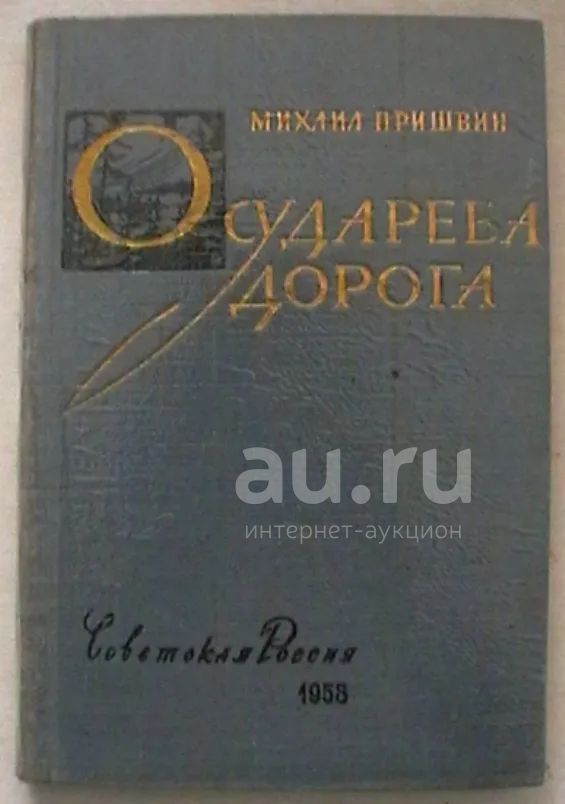 МИХАИЛ ПРИШВИН
ОСУДАРЕВА
ДОРОГА
au.ru
интернет-аукцион
Советская Россия
1958